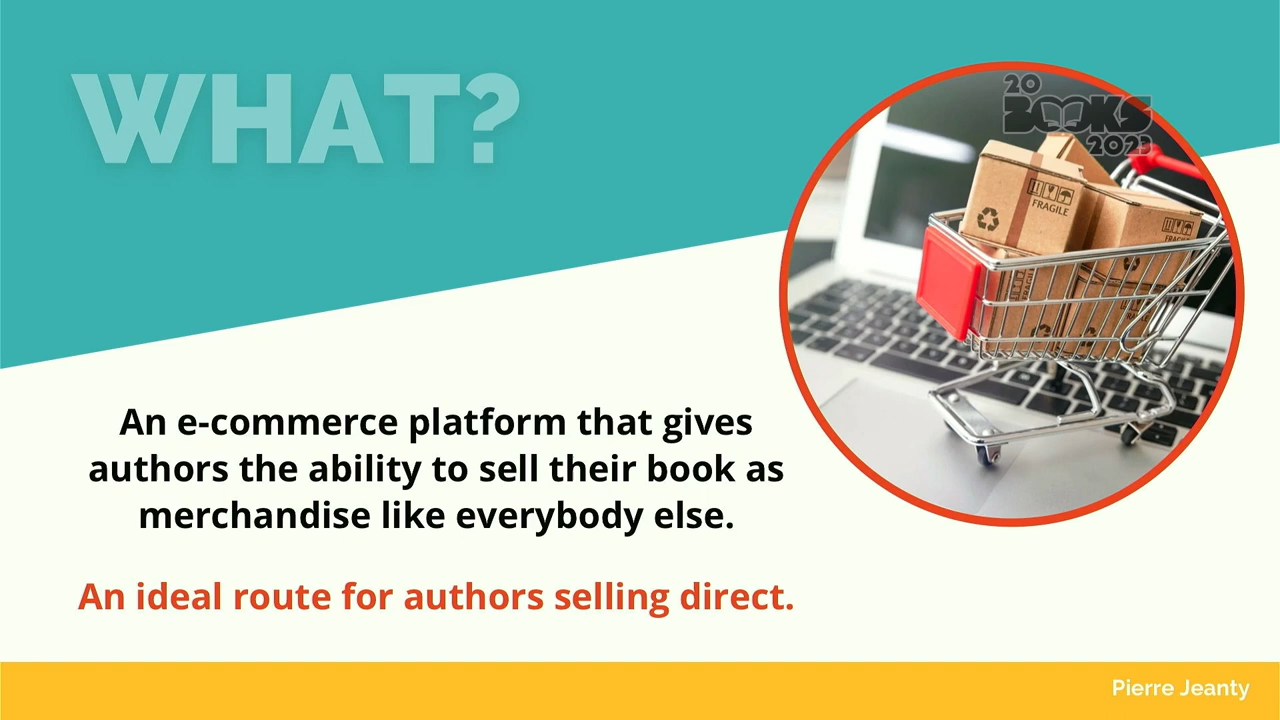 WHAT?
20
BOOKS
2023
FRAGILE
An e-commerce platform that gives
authors the ability to sell their book as
merchandise like everybody else.
An ideal route for authors selling direct.
Pierre Jeanty